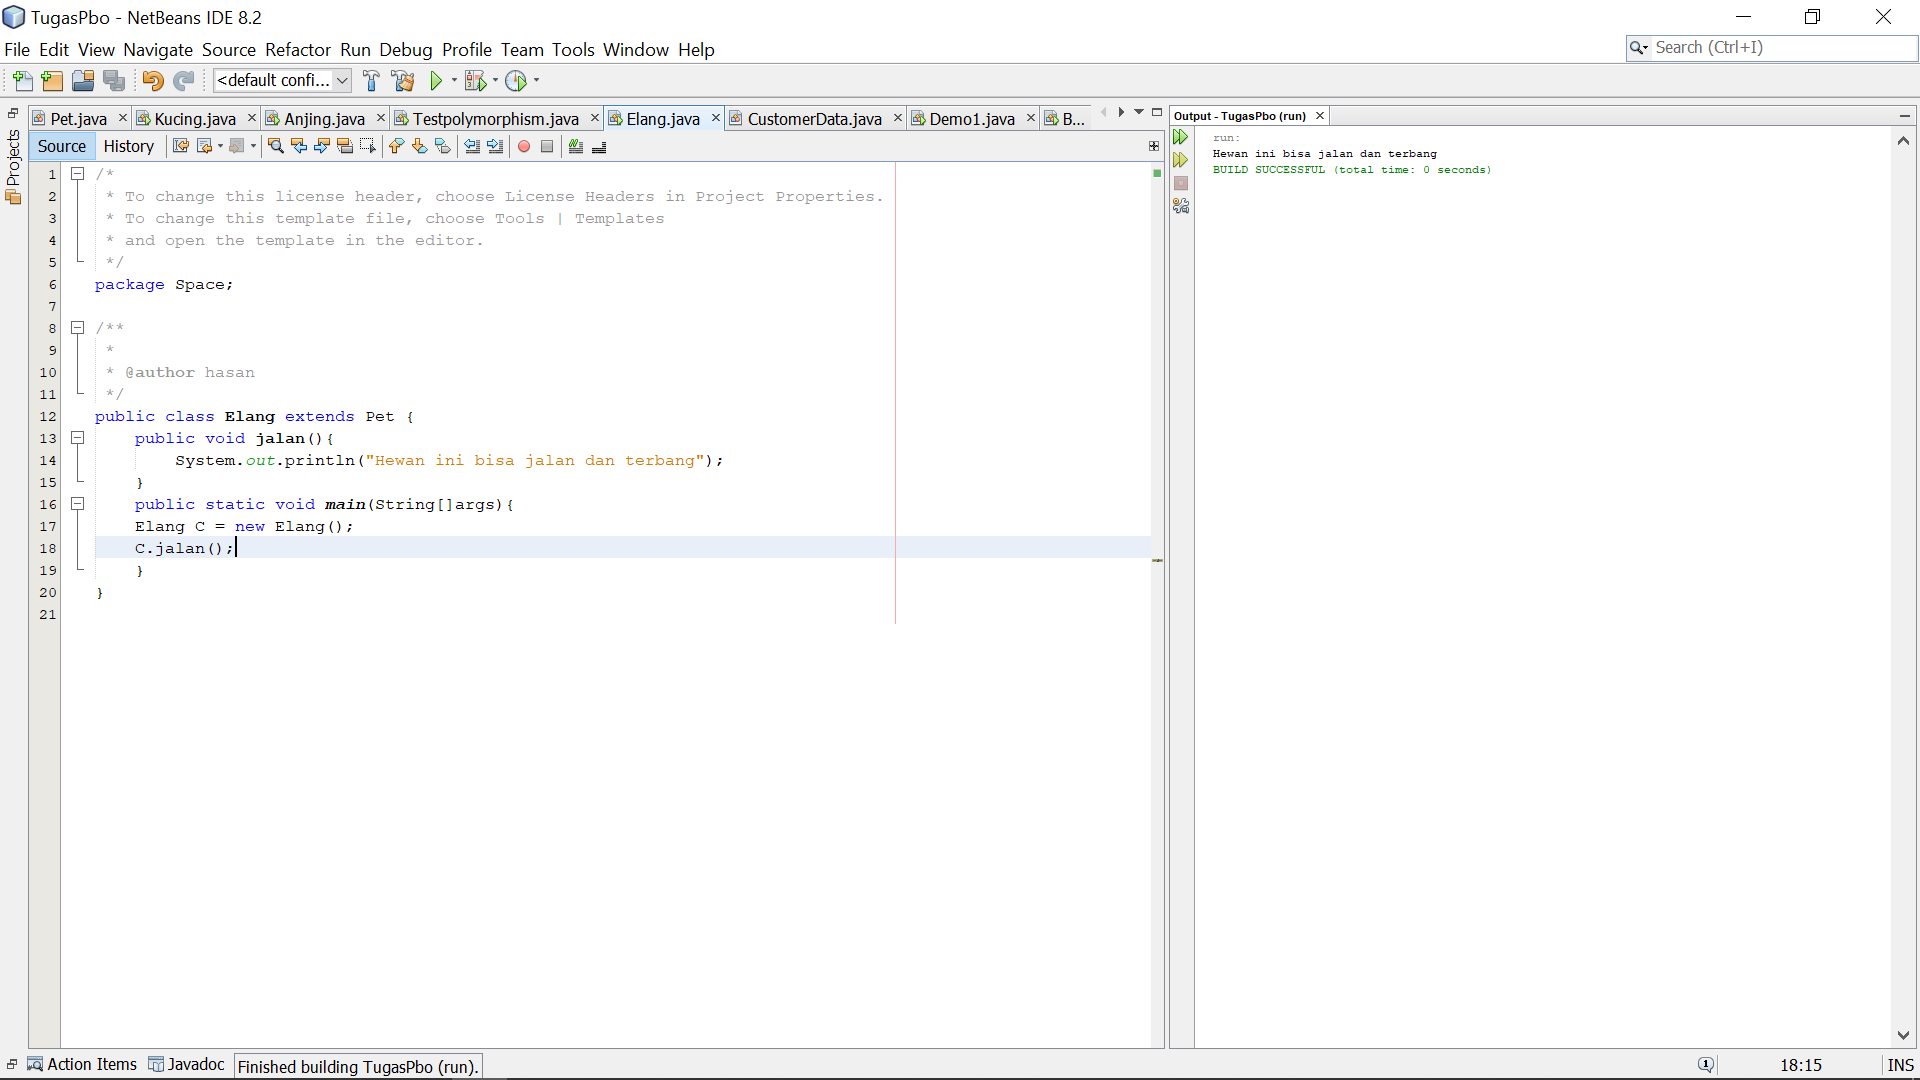 TugasPbo - NetBeans IDE 8.2
File Edit View Navigate Source Refactor Run Debug Profile Team Tools Window Help
Search (Ctrl+I)
<default confi...
Projects
Pet.java Kucing.java Anjing.java Testpolymorphism.java Elang.java CustomerData.java Demo1.java B...
Source History
1 /*
2 * To change this license header, choose License Headers in Project Properties.
3 * To change this template file, choose Tools | Templates
4 * and open the template in the editor.
5 */
6 package Space;
7
8 /**
9 *
10 * @author hasan
11 */
12 public class Elang extends Pet {
13 public void jalan(){
14 System.out.println("Hewan ini bisa jalan dan terbang");
15 }
16 public static void main(String[]args){
17 Elang C = new Elang();
18 C.jalan();
19 }
20 }
21
Output - TugasPbo (run)
run:
Hewan ini bisa jalan dan terbang
BUILD SUCCESSFUL (total time: 0 seconds)
Action Items Javadoc Finished building TugasPbo (run).
1 18:15 INS